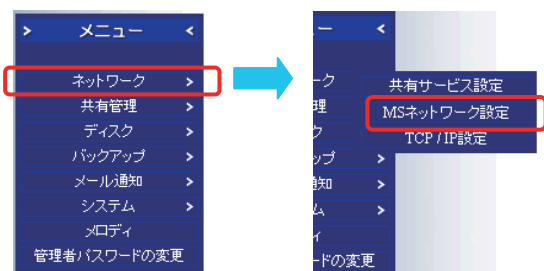 > メニュー <
ネットワーク >
共有管理 >
ディスク >
バックアップ >
メール通知 >
システム >
メロディ
管理者パスワードの変更
ー <
ーク
共有サービス設定
理
MSネットワーク設定
ク
TCP / IP設定
ップ >
知 >
ム >
ィ
ードの変更